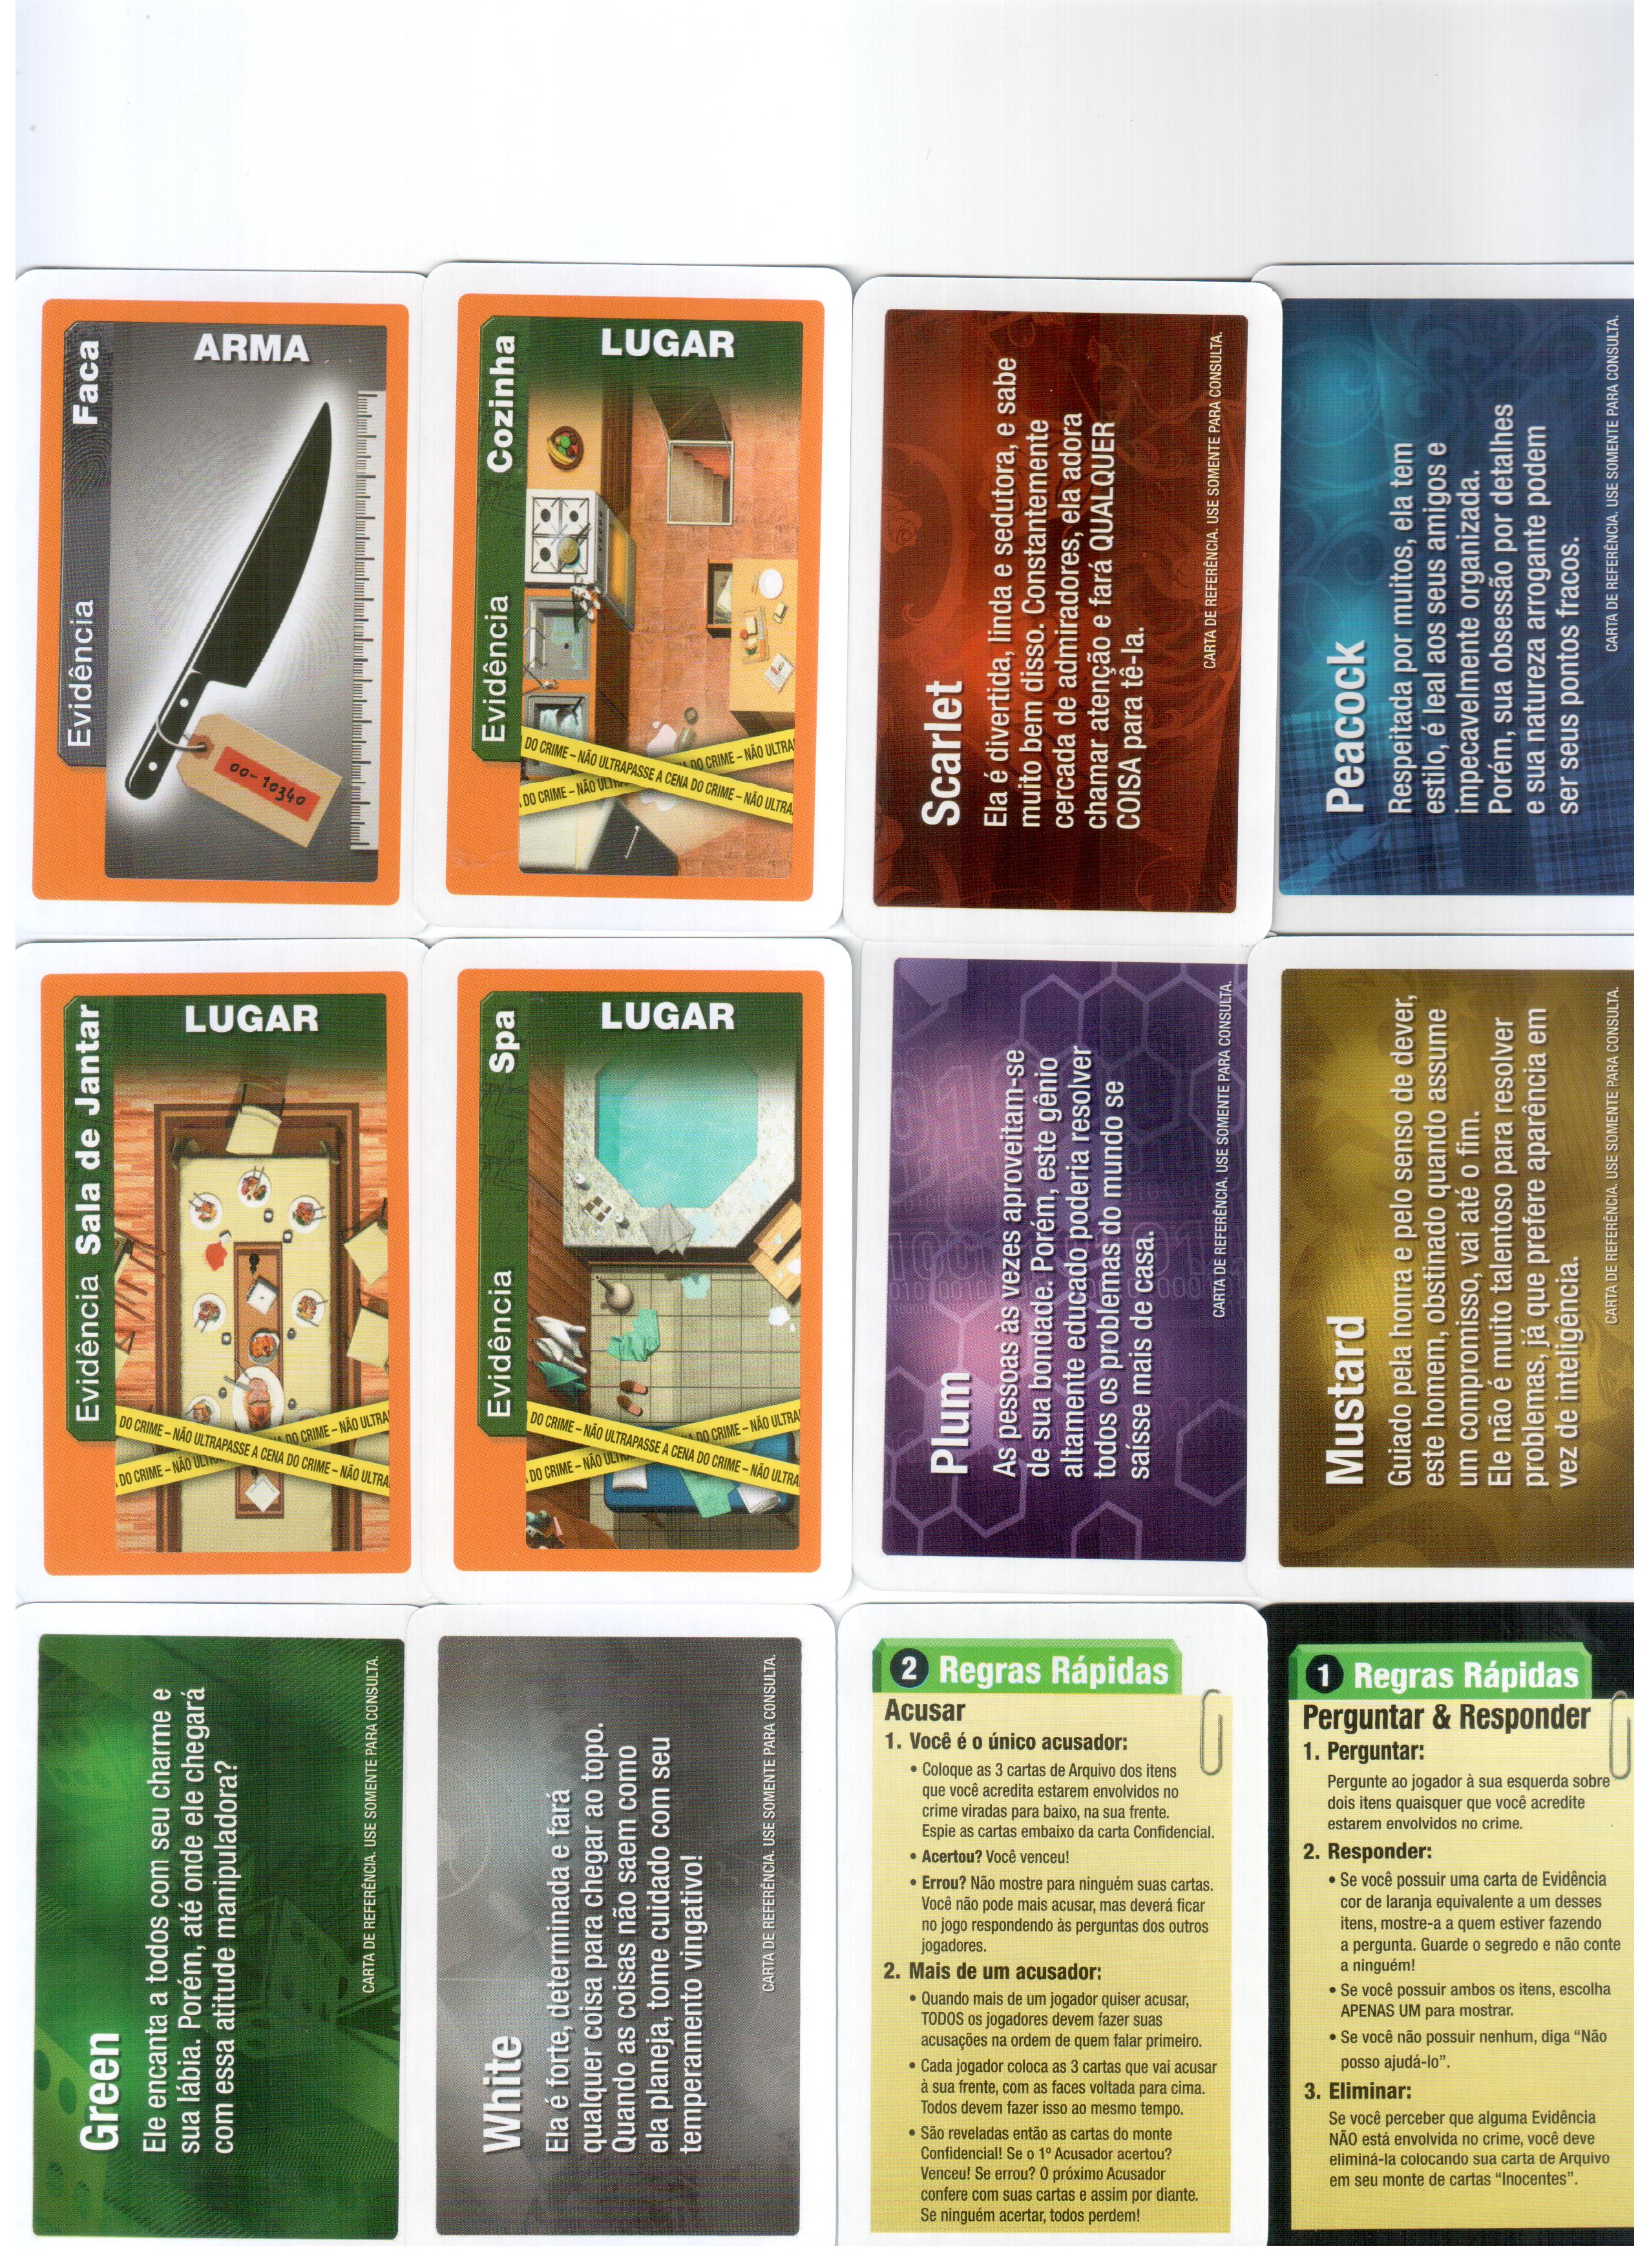 Evidência Faca
ARMA
00-10340
Evidência Cozinha
LUGAR
DO CRIME – NÃO ULTRAPASSE A CENA DO CRIME – NÃO ULTRA
DO CRIME – NÃO ULTR
DO CRIME – NÃO ULTRA
Scarlet
Ela é divertida, linda e sedutora, e sabe
muito bem disso. Constantemente
cercada de admiradores, ela adora
chamar atenção e fará QUALQUER
COISA para tê-la.
CARTA DE REFERÊNCIA. USE SOMENTE PARA CONSULTA.
Peacock
Respeitada por muitos, ela tem
estilo, é leal aos seus amigos e
impecavelmente organizada.
Porém, sua obsessão por detalhes
e sua natureza arrogante podem
ser seus pontos fracos.
CARTA DE REFERÊNCIA. USE SOMENTE PARA CONSULTA.
Evidência Sala de Jantar
LUGAR
DO CRIME – NÃO ULTRAPASSE A CENA DO CRIME – NÃO ULTRA
DO CRIME – NÃO ULTR
DO CRIME – NÃO ULTRA
Evidência Spa
LUGAR
DO CRIME – NÃO ULTRAPASSE A CENA DO CRIME – NÃO ULTRA
DO CRIME – NÃO ULTR
DO CRIME – NÃO ULTRA
Plum
As pessoas às vezes aproveitam-se
de sua bondade. Porém, este gênio
altamente educado poderia resolver
todos os problemas do mundo se
saísse mais de casa.
CARTA DE REFERÊNCIA. USE SOMENTE PARA CONSULTA.
Mustard
Guiado pela honra e pelo senso de dever,
este homem, obstinado quando assume
um compromisso, vai até o fim.
Ele não é muito talentoso para resolver
problemas, já que prefere aparência em
vez de inteligência.
CARTA DE REFERÊNCIA. USE SOMENTE PARA CONSULTA.
Green
Ele encanta a todos com seu charme e
sua lábia. Porém, até onde ele chegará
com essa atitude manipuladora?
CARTA DE REFERÊNCIA. USE SOMENTE PARA CONSULTA.
White
Ela é forte, determinada e fará
qualquer coisa para chegar ao topo.
Quando as coisas não saem como
ela planeja, tome cuidado com seu
temperamento vingativo!
CARTA DE REFERÊNCIA. USE SOMENTE PARA CONSULTA.
2 Regras Rápidas
Acusar
1. Você é o único acusador:
• Coloque as 3 cartas de Arquivo dos itens
que você acredita estarem envolvidos no
crime viradas para baixo, na sua frente.
Espie as cartas embaixo da carta Confidencial.
• Acertou? Você venceu!
• Errou? Não mostre para ninguém suas cartas.
Você não pode mais acusar, mas deverá ficar
no jogo respondendo às perguntas dos outros
jogadores.
2. Mais de um acusador:
• Quando mais de um jogador quiser acusar,
TODOS os jogadores devem fazer suas
acusações na ordem de quem falar primeiro.
• Cada jogador coloca as 3 cartas que vai acusar
à sua frente, com as faces voltada para cima.
Todos devem fazer isso ao mesmo tempo.
• São reveladas então as cartas do monte
Confidencial! Se o 1º Acusador acertou?
Venceu! Se errou? O próximo Acusador
confere com suas cartas e assim por diante.
Se ninguém acertar, todos perdem!
1 Regras Rápidas
Perguntar & Responder
1. Perguntar:
Pergunte ao jogador à sua esquerda sobre
dois itens quaisquer que você acredite
estarem envolvidos no crime.
2. Responder:
• Se você possuir uma carta de Evidência
cor de laranja equivalente a um desses
itens, mostre-a a quem estiver fazendo
a pergunta. Guarde o segredo e não conte
a ninguém!
• Se você possuir ambos os itens, escolha
APENAS UM para mostrar.
• Se você não possuir nenhum, diga “Não
posso ajudá-lo”.
3. Eliminar:
Se você perceber que alguma Evidência
NÃO está envolvida no crime, você deve
eliminá-la colocando sua carta de Arquivo
em seu monte de cartas “Inocentes”.